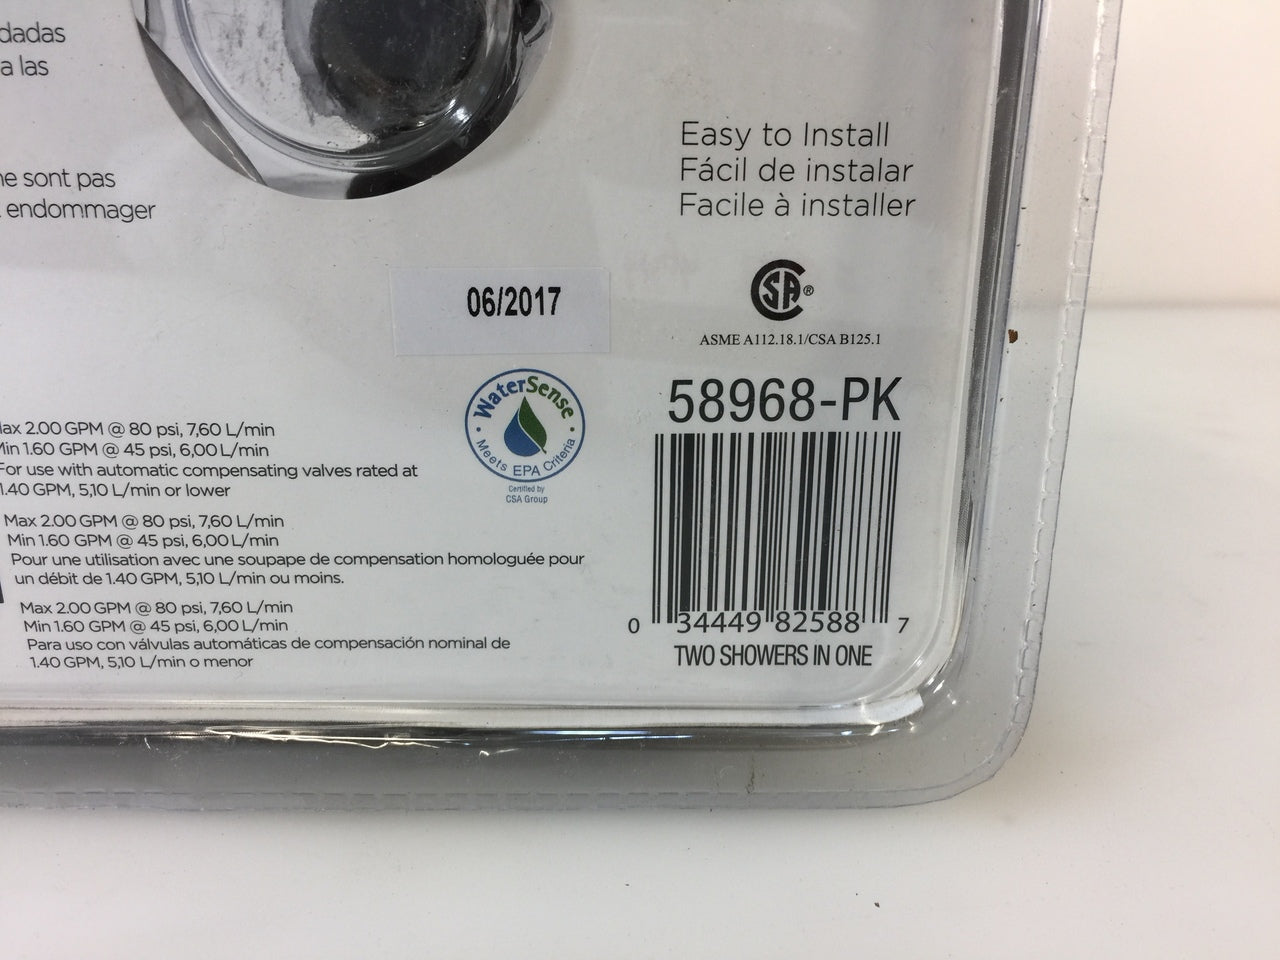 dadas
a las
ne sont pas
endommager
Easy to Install
Fácil de instalar
Facile à installer
06/2017
CSA®
ASME A112.18.1/CSA B125.1
WaterSense
Meets EPA Criteria
Certified by
CSA Group
58968-PK
0 34449 82588 7
TWO SHOWERS IN ONE
ax 2.00 GPM @ 80 psi, 7,60 L/min
Min 1.60 GPM @ 45 psi, 6,00 L/min
For use with automatic compensating valves rated at
1.40 GPM, 5,10 L/min or lower
Max 2.00 GPM @ 80 psi, 7,60 L/min
Min 1.60 GPM @ 45 psi, 6,00 L/min
Pour une utilisation avec une soupape de compensation homologuée pour
un débit de 1.40 GPM, 5,10 L/min ou moins.
Max 2.00 GPM @ 80 psi, 7,60 L/min
Min 1.60 GPM @ 45 psi, 6,00 L/min
Para uso con válvulas automáticas de compensación nominal de
1.40 GPM, 5,10 L/min o menor